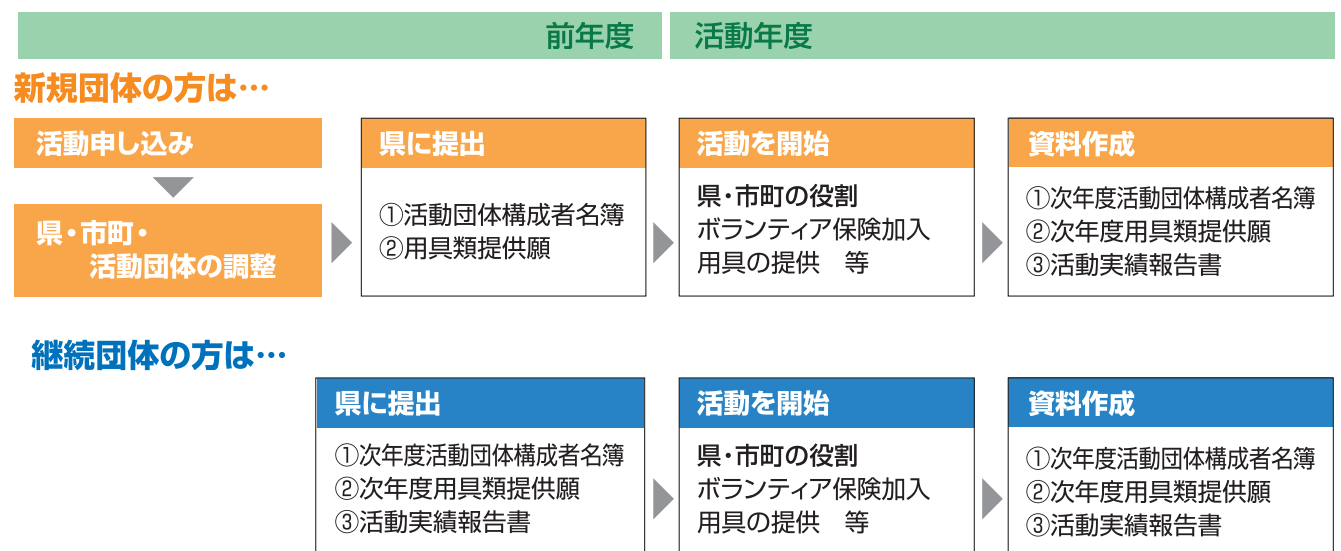 前年度
活動年度
新規団体の方は…
活動申し込み
県・市町・
活動団体の調整
県に提出
①活動団体構成者名簿
②用具類提供願
活動を開始
県・市町の役割
ボランティア保険加入
用具の提供　等
資料作成
①次年度活動団体構成者名簿
②次年度用具類提供願
③活動実績報告書
継続団体の方は…
県に提出
①次年度活動団体構成者名簿
②次年度用具類提供願
③活動実績報告書
活動を開始
県・市町の役割
ボランティア保険加入
用具の提供　等
資料作成
①次年度活動団体構成者名簿
②次年度用具類提供願
③活動実績報告書